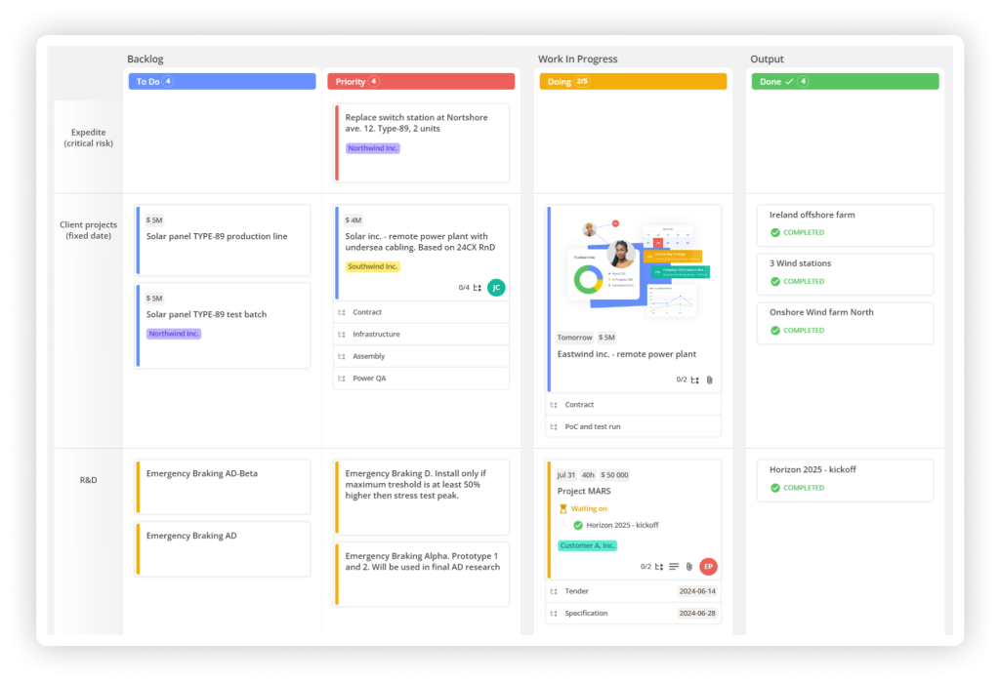 Backlog
Work In Progress
Output
To Do 4
Priority 4
Doing 2/5
Done 4
Expedite
(critical risk)
Replace switch station at Nortshore
ave. 12. Type-89, 2 units
Northwind Inc.
Client projects
(fixed date)
$ 5M
Solar panel TYPE-89 production line
$ 5M
Solar panel TYPE-89 test batch
Northwind Inc.
$ 4M
Solar inc. - remote power plant with
undersea cabling. Based on 24CX RnD
Southwind Inc.
0/4
JC
Contract
Infrastructure
Assembly
Power QA
Tomorrow $ 5M
Eastwind inc. - remote power plant
0/2
Contract
PoC and test run
Ireland offshore farm
COMPLETED
3 Wind stations
COMPLETED
Onshore Wind farm North
COMPLETED
R&D
Emergency Braking AD-Beta
Emergency Braking AD
Emergency Braking D. Install only if
maximum treshold is at least 50%
higher then stress test peak.
Emergency Braking Alpha. Prototype 1
and 2. Will be used in final AD research
Jul 31 40h $ 50 000
Project MARS
Waiting on
Horizon 2025 - kickoff
Customer A, Inc.
0/2
EP
Tender 2024-06-14
Specification 2024-06-28
Horizon 2025 - kickoff
COMPLETED